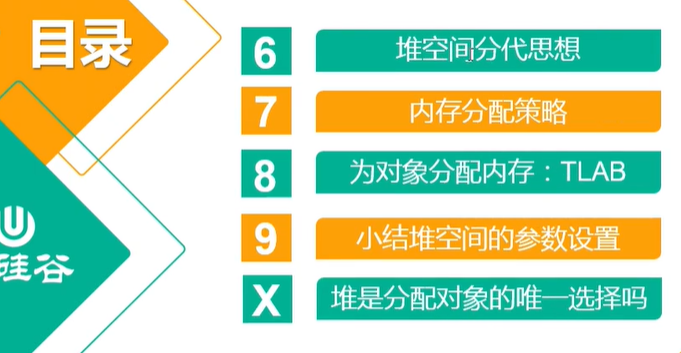 目录
6 堆空间分代思想
7 内存分配策略
8 为对象分配内存：TLAB
9 小结堆空间的参数设置
X 堆是分配对象的唯一选择吗
硅谷